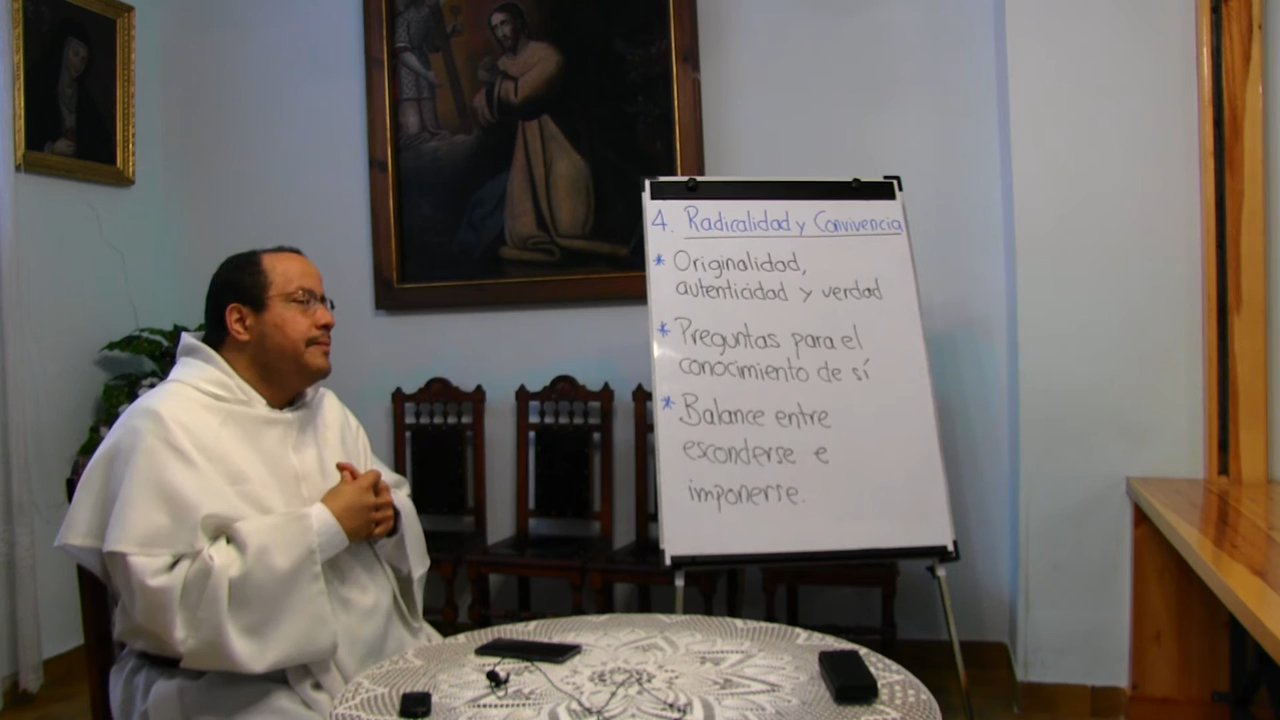 4. Radicalidad y Convivencia
* Originalidad,
autenticidad y verdad
* Preguntas para el
conocimiento de sí
* Balance entre
esconderse e
imponerse.